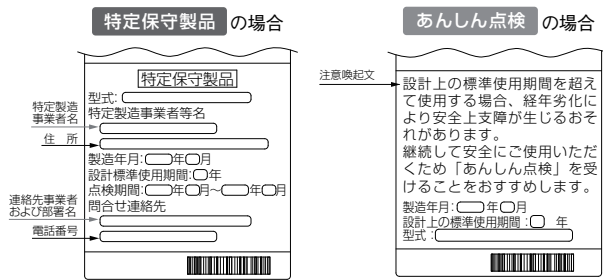 特定保守製品 の場合
特定保守製品
型式:
特定製造事業者等名
特定製造
事業者名
住 所
製造年月: 年 月
設計標準使用期間: 年
点検期間: 年 月〜 年 月
問合せ連絡先
連絡先事業者
および部署名
電話番号
あんしん点検 の場合
注意喚起文
設計上の標準使用期間を超え
て使用する場合、経年劣化に
より安全上支障が生じるおそ
れがあります。
継続して安全にご使用いただ
くため「あんしん点検」を受
けることをおすすめします。
製造年月: 年 月
設計上の標準使用期間: 年
型式: